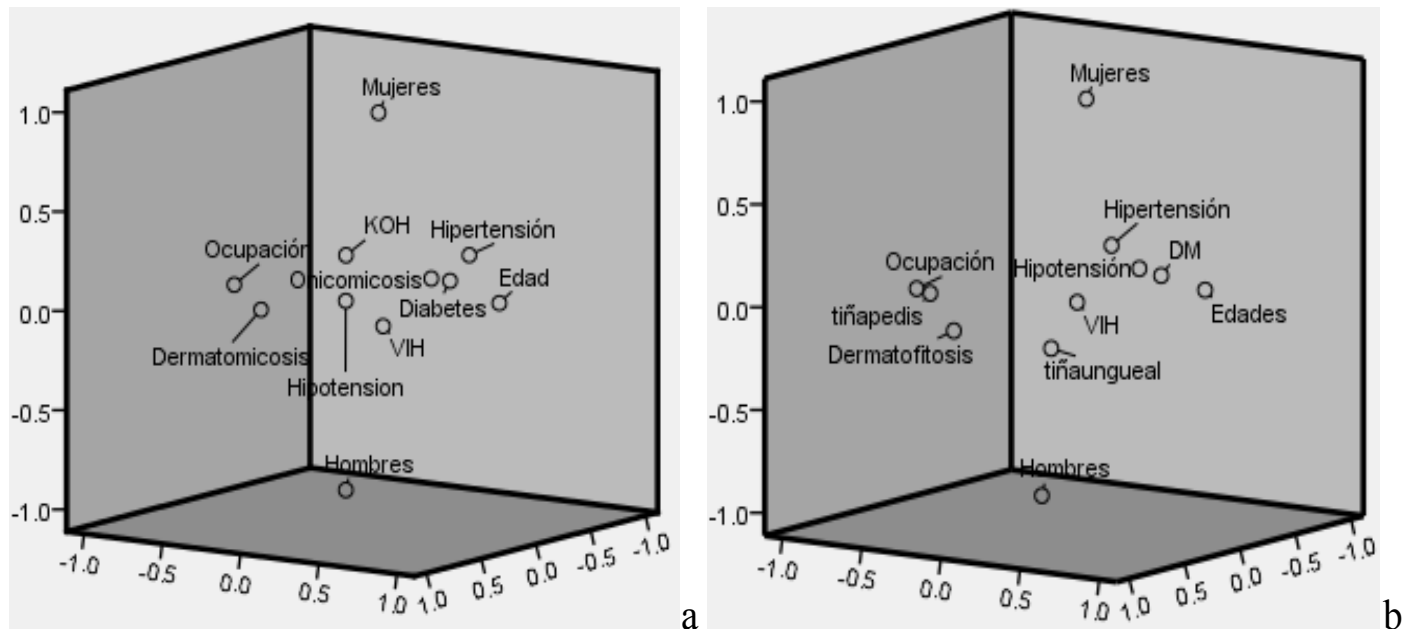 Mujeres
1.0
KOH
Hipertensión
0.5
Ocupación
Onicomicosis
Edad
Diabetes
0.0
VIH
Dermatomicosis
Hipotension
-0.5
Hombres
-1.0
-1.0 -0.5 0.0 0.5 1.0
1.0 0.5 0.0 -0.5 -1.0
a
Mujeres
1.0
Hipertensión
0.5
Ocupación
Hipotensión
DM
0.0
tiñapedis
VIH
Edades
Dermatofitosis
tiñaungueal
-0.5
Hombres
-1.0
-1.0 -0.5 0.0 0.5 1.0
1.0 0.5 0.0 -0.5 -1.0
b